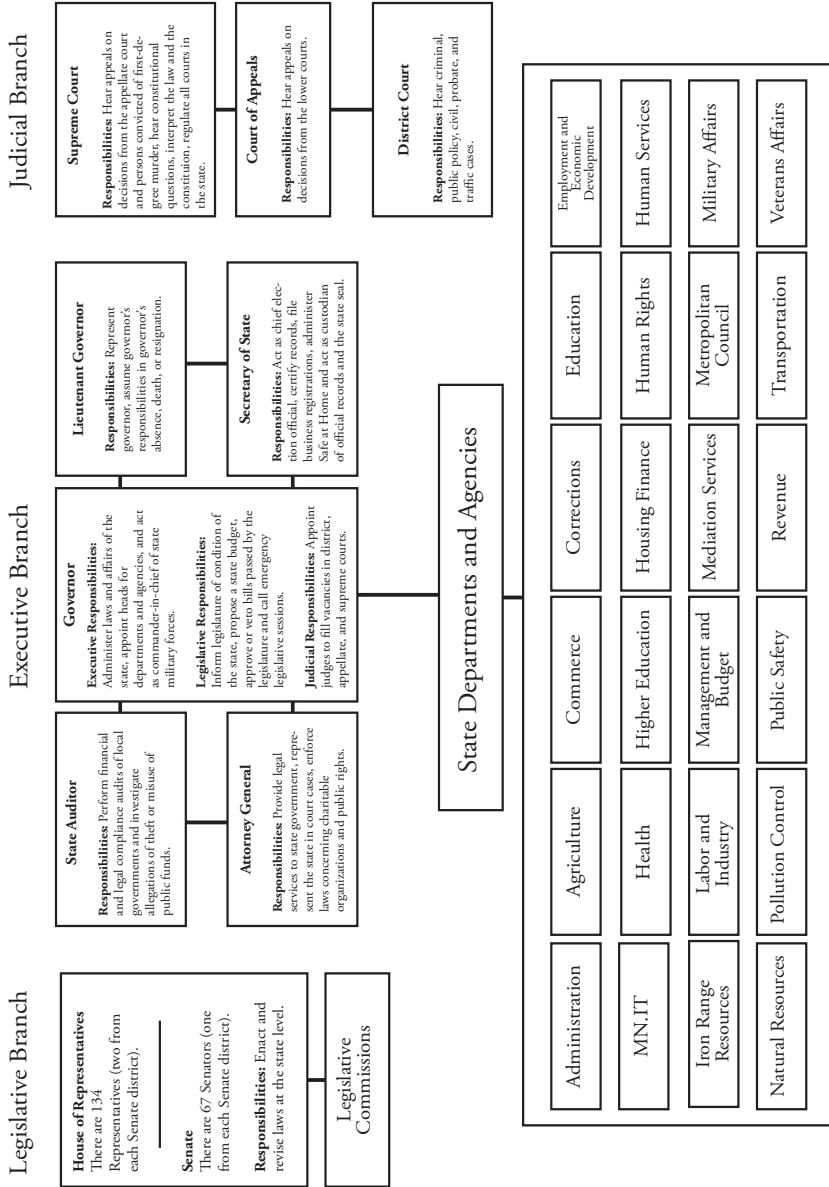 Legislative Branch
House of Representatives
There are 134
Representatives (two from
each Senate district).
Senate
There are 67 Senators (one
from each Senate district).
Responsibilities: Enact and
revise laws at the state level.
Legislative
Commissions
Executive Branch
State Auditor
Responsibilities: Perform financial
and legal compliance audits of local
governments and investigate
allegations of theft or misuse of
public funds.
Attorney General
Responsibilities: Provide legal
services to state government, repre-
sent the state in court cases, enforce
laws concerning charitable
organizations and public rights.
Governor
Executive Responsibilities:
Administer laws and affairs of the
state, appoint heads for
departments and agencies, and act
as commander-in-chief of state
military forces.
Legislative Responsibilities:
Inform legislature of condition of
the state, propose a state budget,
approve or veto bills passed by the
legislature and call emergency
legislative sessions.
Judicial Responsibilities: Appoint
judges to fill vacancies in district,
appellate, and supreme courts.
Lieutenant Governor
Responsibilities: Represent
governor, assume governor's
responsibilities in governor's
absence, death, or resignation.
Secretary of State
Responsibilities: Act as chief elec-
tion official, certify records, file
business registrations, administer
Safe at Home and act as custodian
of official records and the state seal.
Judicial Branch
Supreme Court
Responsibilities: Hear appeals on
decisions from the appellate court
and persons convicted of first-de-
gree murder, hear constitutional
questions, interpret the law and the
constituion, regulate all courts in
the state.
Court of Appeals
Responsibilities: Hear appeals on
decisions from the lower courts.
District Court
Responsibilities: Hear criminal,
public policy, civil, probate, and
traffic cases.
State Departments and Agencies
Administration
Agriculture
Commerce
Corrections
Education
Employment and
Economic
Development
MN.IT
Health
Higher Education
Housing Finance
Human Rights
Human Services
Iron Range
Resources
Labor and
Industry
Management and
Budget
Mediation Services
Metropolitan
Council
Military Affairs
Natural Resources
Pollution Control
Public Safety
Revenue
Transportation
Veterans Affairs